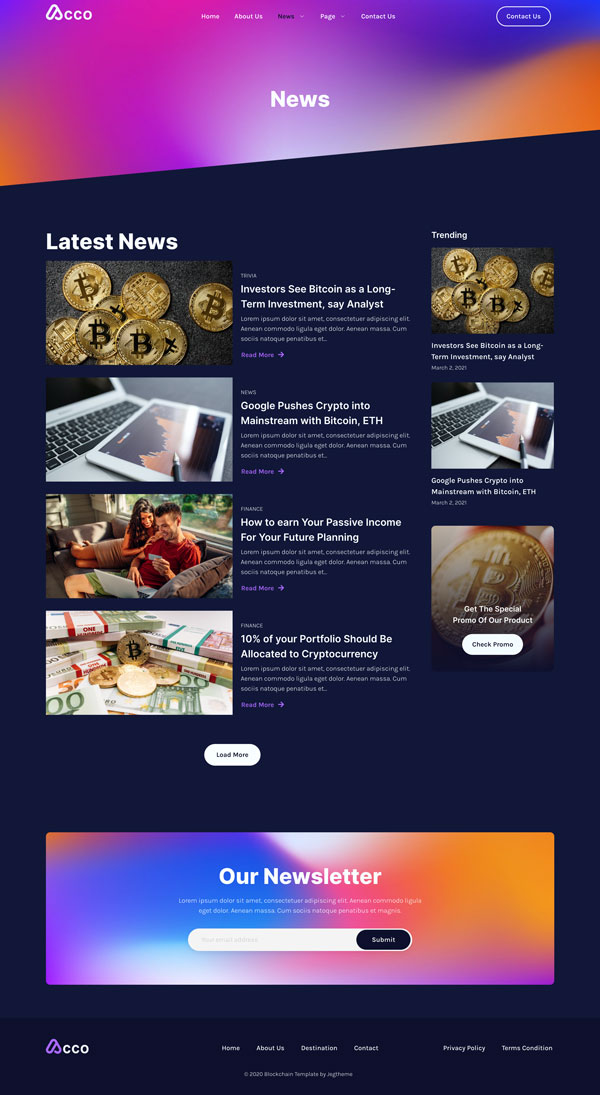 Acco
Home About Us News Page Contact Us
Contact Us
News
Latest News
TRIVIA
Investors See Bitcoin as a Long-
Term Investment, say Analyst
Lorem ipsum dolor sit amet, consectetuer adipiscing elit.
Aenean commodo ligula eget dolor. Aenean massa. Cum
sociis natoque penatibus et...
Read More
NEWS
Google Pushes Crypto into
Mainstream with Bitcoin, ETH
Lorem ipsum dolor sit amet, consectetuer adipiscing elit.
Aenean commodo ligula eget dolor. Aenean massa. Cum
sociis natoque penatibus et...
Read More
FINANCE
How to earn Your Passive Income
For Your Future Planning
Lorem ipsum dolor sit amet, consectetuer adipiscing elit.
Aenean commodo ligula eget dolor. Aenean massa. Cum
sociis natoque penatibus et...
Read More
FINANCE
10% of your Portfolio Should Be
Allocated to Cryptocurrency
Lorem ipsum dolor sit amet, consectetuer adipiscing elit.
Aenean commodo ligula eget dolor. Aenean massa. Cum
sociis natoque penatibus et...
Read More
Load More
Trending
Investors See Bitcoin as a Long-
Term Investment, say Analyst
March 2, 2021
Google Pushes Crypto into
Mainstream with Bitcoin, ETH
March 2, 2021
Get The Special
Promo Of Our Product
Check Promo
Our Newsletter
Lorem ipsum dolor sit amet, consectetuer adipiscing elit. Aenean commodo ligula
eget dolor. Aenean massa. Cum sociis natoque penatibus et magnis.
Your email address
Submit
Acco
Home About Us Destination Contact
Privacy Policy Terms Condition
© 2020 Blockchain Template by Jegtheme